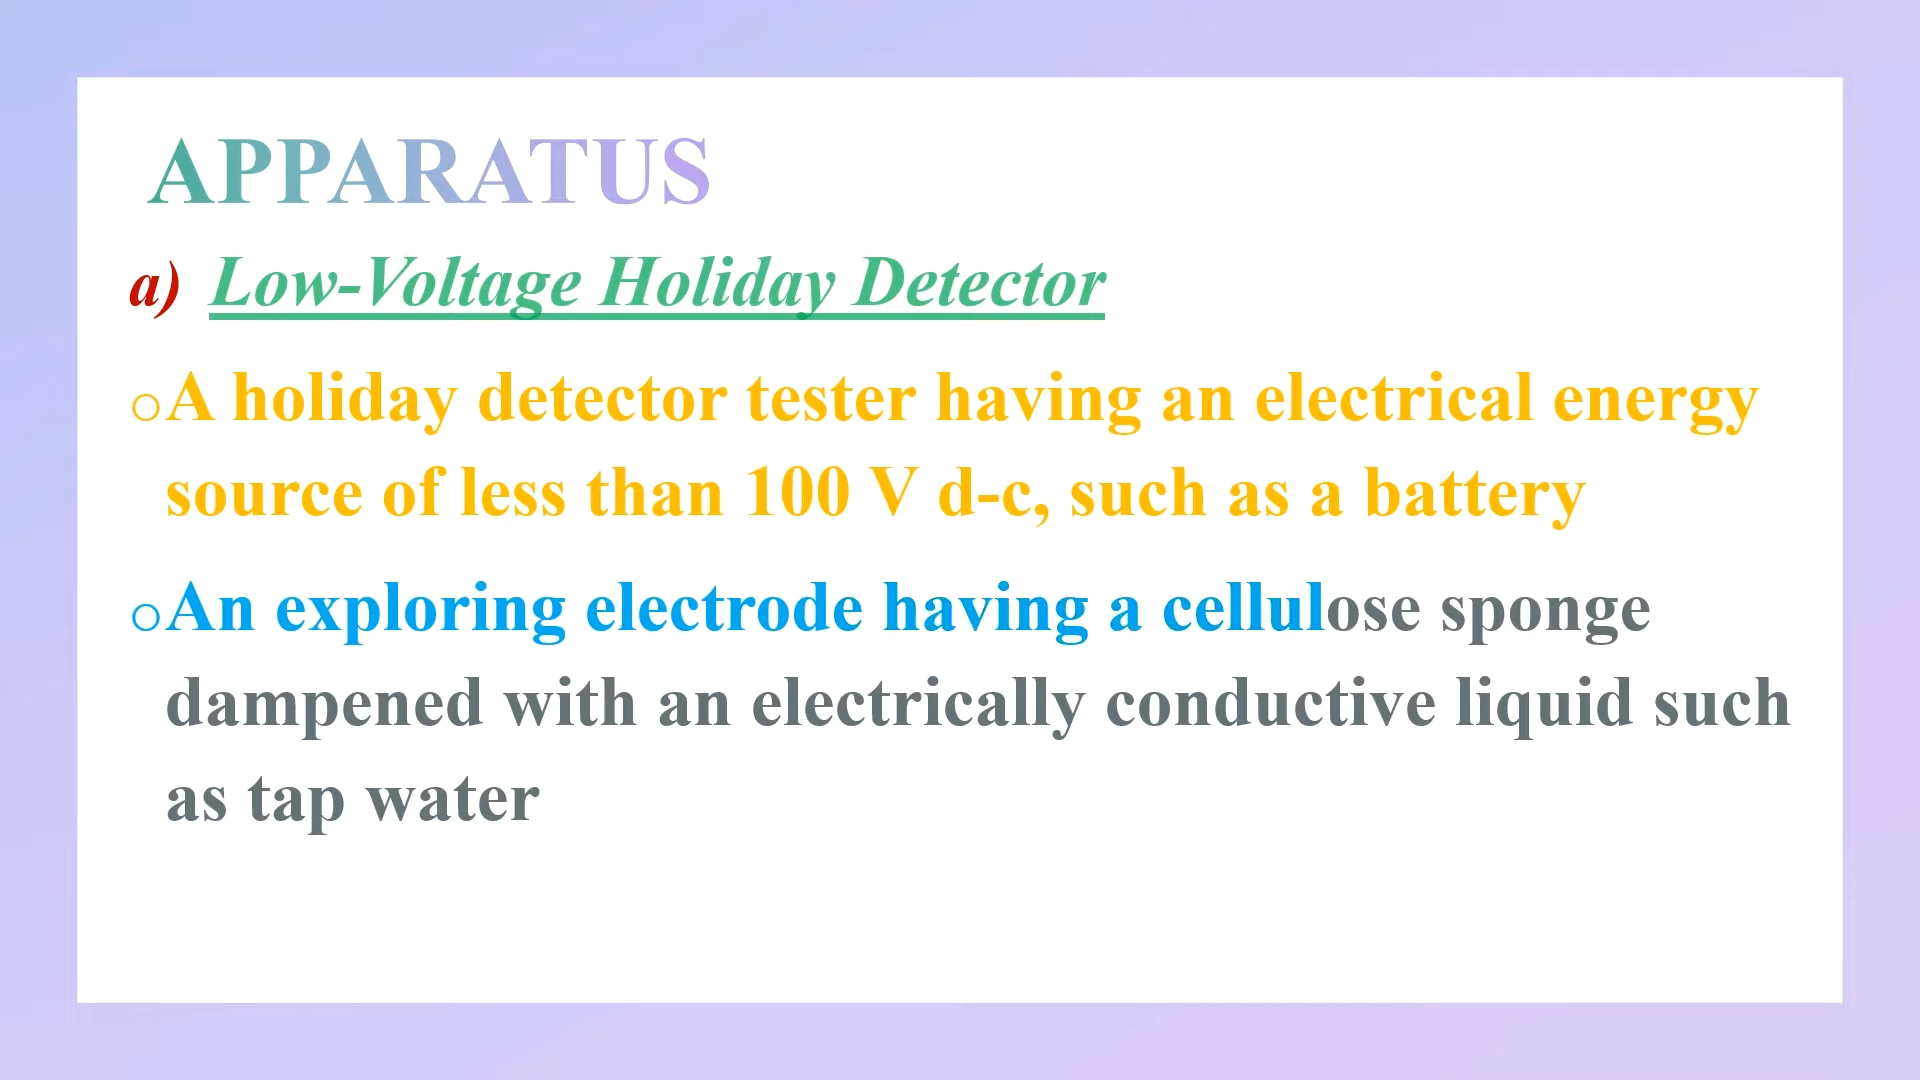 APPARATUS
a) Low-Voltage Holiday Detector
oA holiday detector tester having an electrical energy
source of less than 100 V d-c, such as a battery
oAn exploring electrode having a cellulose sponge
dampened with an electrically conductive liquid such
as tap water